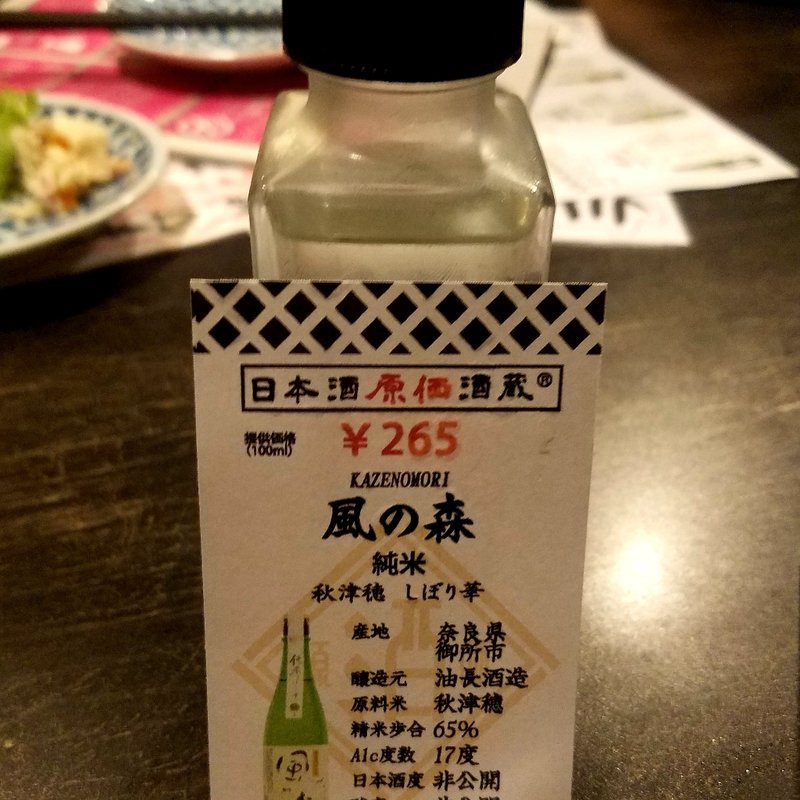 日本酒原価酒蔵®
提供価格
(100ml)
¥265
KAZENOMORI
風の森
純米
秋津穂 しぼり華
産地 奈良県
御所市
醸造元 油長酒造
原料米 秋津穂
精米歩合 65%
Alc度数 17度
日本酒度 非公開